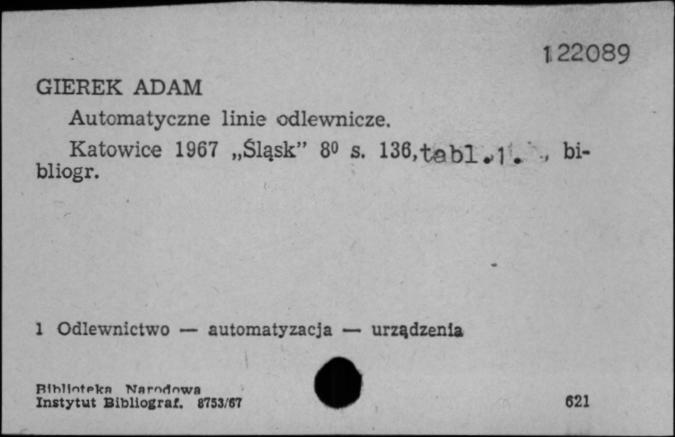 122089
GIEREK ADAM
Automatyczne linie odlewnicze.
Katowice 1967 „Śląsk” 8⁰ s. 136, tabl. 1. , bi-
bliogr.
1 Odlewnictwo — automatyzacja — urządzenia
Biblioteka Narodowa
Instytut Bibliograf. 8753/67
621